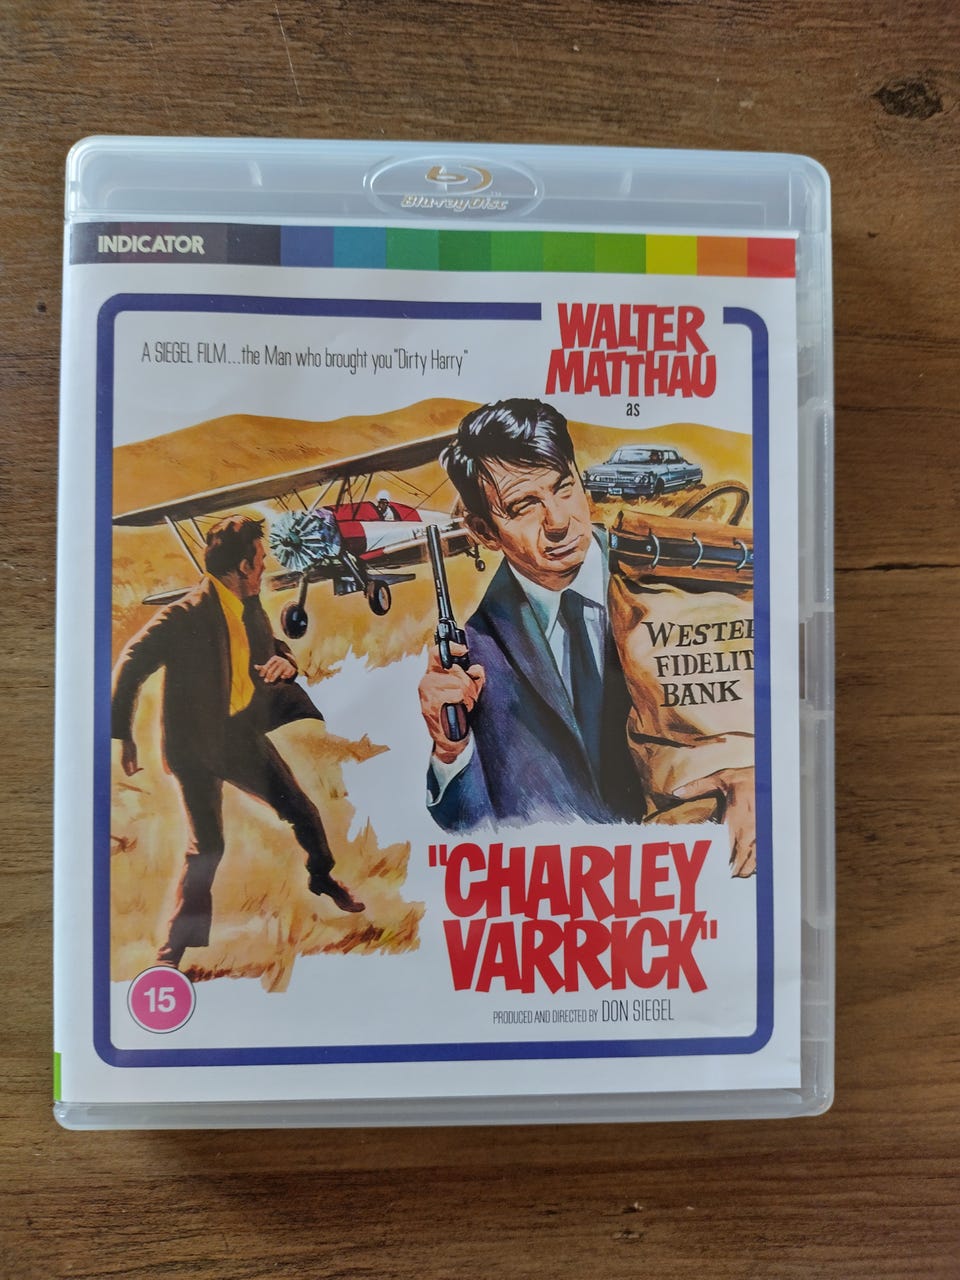 Blu-ray Disc
INDICATOR
A SIEGEL FILM...the Man who brought you "Dirty Harry"
WALTER
MATTHAU
as
WESTER
FIDELIT
BANK
"CHARLEY
VARRICK"
15
PRODUCED AND DIRECTED BY DON SIEGEL